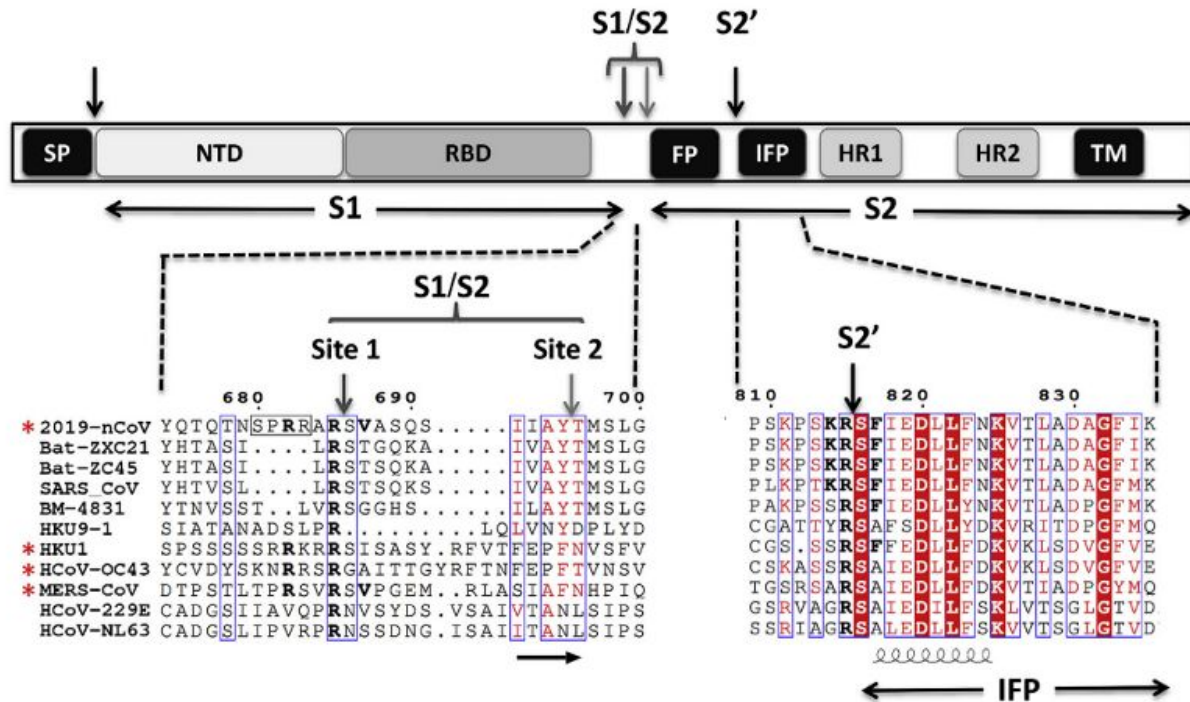 S1/S2 S2’
SP NTD RBD FP IFP HR1 HR2 TM
S1 S2
S1/S2
Site 1 Site 2 S2’
680 690 700 810 820 830
* 2019-nCoV YQTQTNSPRRARSVASQS.....IIAYTMSLG PSKPSKRSFIEDLLFNKVTLADAGFIK
Bat-ZXC21 YHTASI....LRSTGQKA.....IVAYTMSLG PSKPSKRSFIEDLLFNKVTLADAGFIK
Bat-ZC45 YHTASI....LRSTSQKA.....IVAYTMSLG PSKPSKRSFIEDLLFNKVTLADAGFIK
SARS_CoV YHTVSL....LRSTSQKS.....IVAYTMSLG PLKPTKRSFIEDLLFNKVTLADAGFMK
BM-4831 YTNVSST..LVRSGGHS.....ILAYTMSLG PAKPSSRSFIEDLLFNKVTLADPGFMK
HKU9-1 SIATANADSLPR.........LQLVNYDPLYD CGATTYRSAFSDLLYDKVRITDPGFMQ
* HKU1 SPSSSSSRRKRRSISASY.RFVTFEPFNVSFV CGS.SSRSFFEDLLFDKVKLSDVGFVE
* HCoV-OC43 YCVDYSKNRRSRGAITTGYRFTNFEPFTVNSV CSKASSRSAIEDLLFDKVKLSDVGFVE
* MERS-CoV DTPSTLTPRSVRSVPGEM.RLASIAFNHPIQ TGSRSARSAIEDLLFDKVTIADPGYMQ
HCoV-229E CADGSIIAVQPRNVSYDS.VSAIVTANLSIPS GSRVAGRSAIEDILFSKLVTSGLGTVD
HCoV-NL63 CADGSLIPVRPRNSSDNG.ISAIITANLSIPS SSRIAGRSALEDLLFSKVVTSGLGTVD
IFP